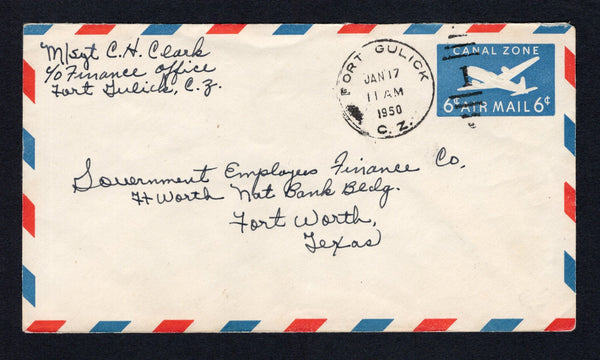 M/sgt C. H. Clark
c/o Finance Office
Fort Gulick, C. Z.
FORT GULICK
JAN 17
11 AM
1950
C. Z.
1
CANAL ZONE
6¢ AIR MAIL 6¢
Government Employees Finance Co.
Ft Worth Nat Bank Bldg.
Fort Worth,
Texas